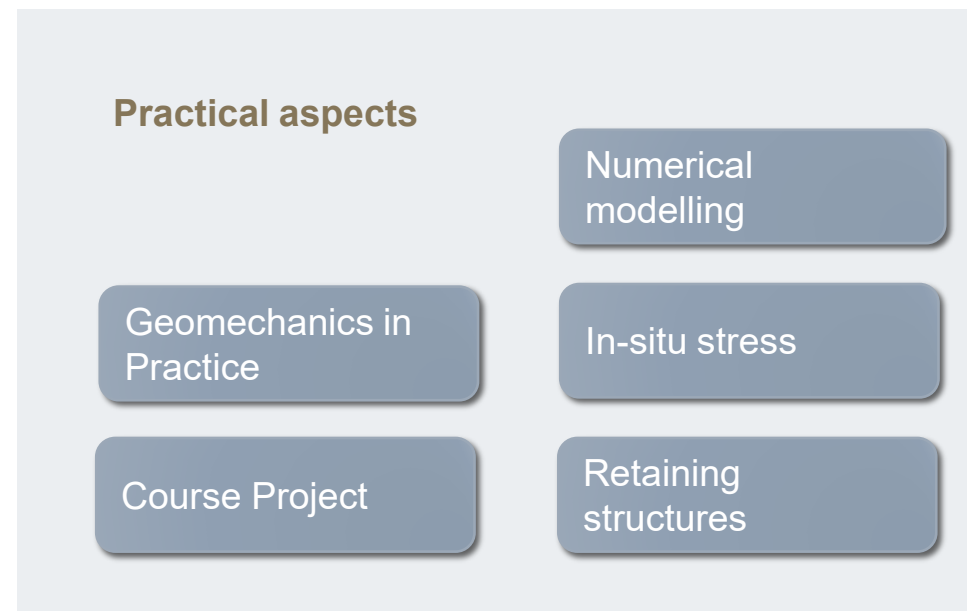 Practical aspects
Numerical
modelling
Geomechanics in
Practice
In-situ stress
Course Project
Retaining
structures